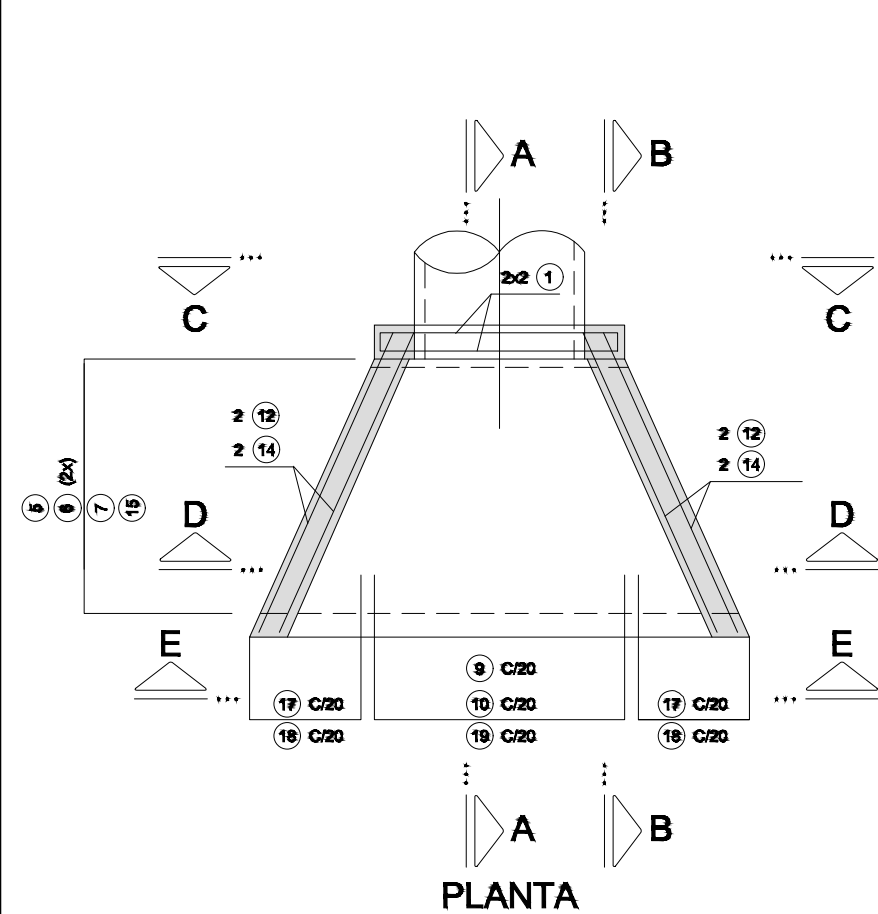 A B
2x2 1
C C
2 12
2 14
2 12
2 14
(2x)
5 6 7 15
D D
E E
9 C/20
17 C/20 10 C/20 17 C/20
18 C/20 19 C/20 18 C/20
A B
PLANTA